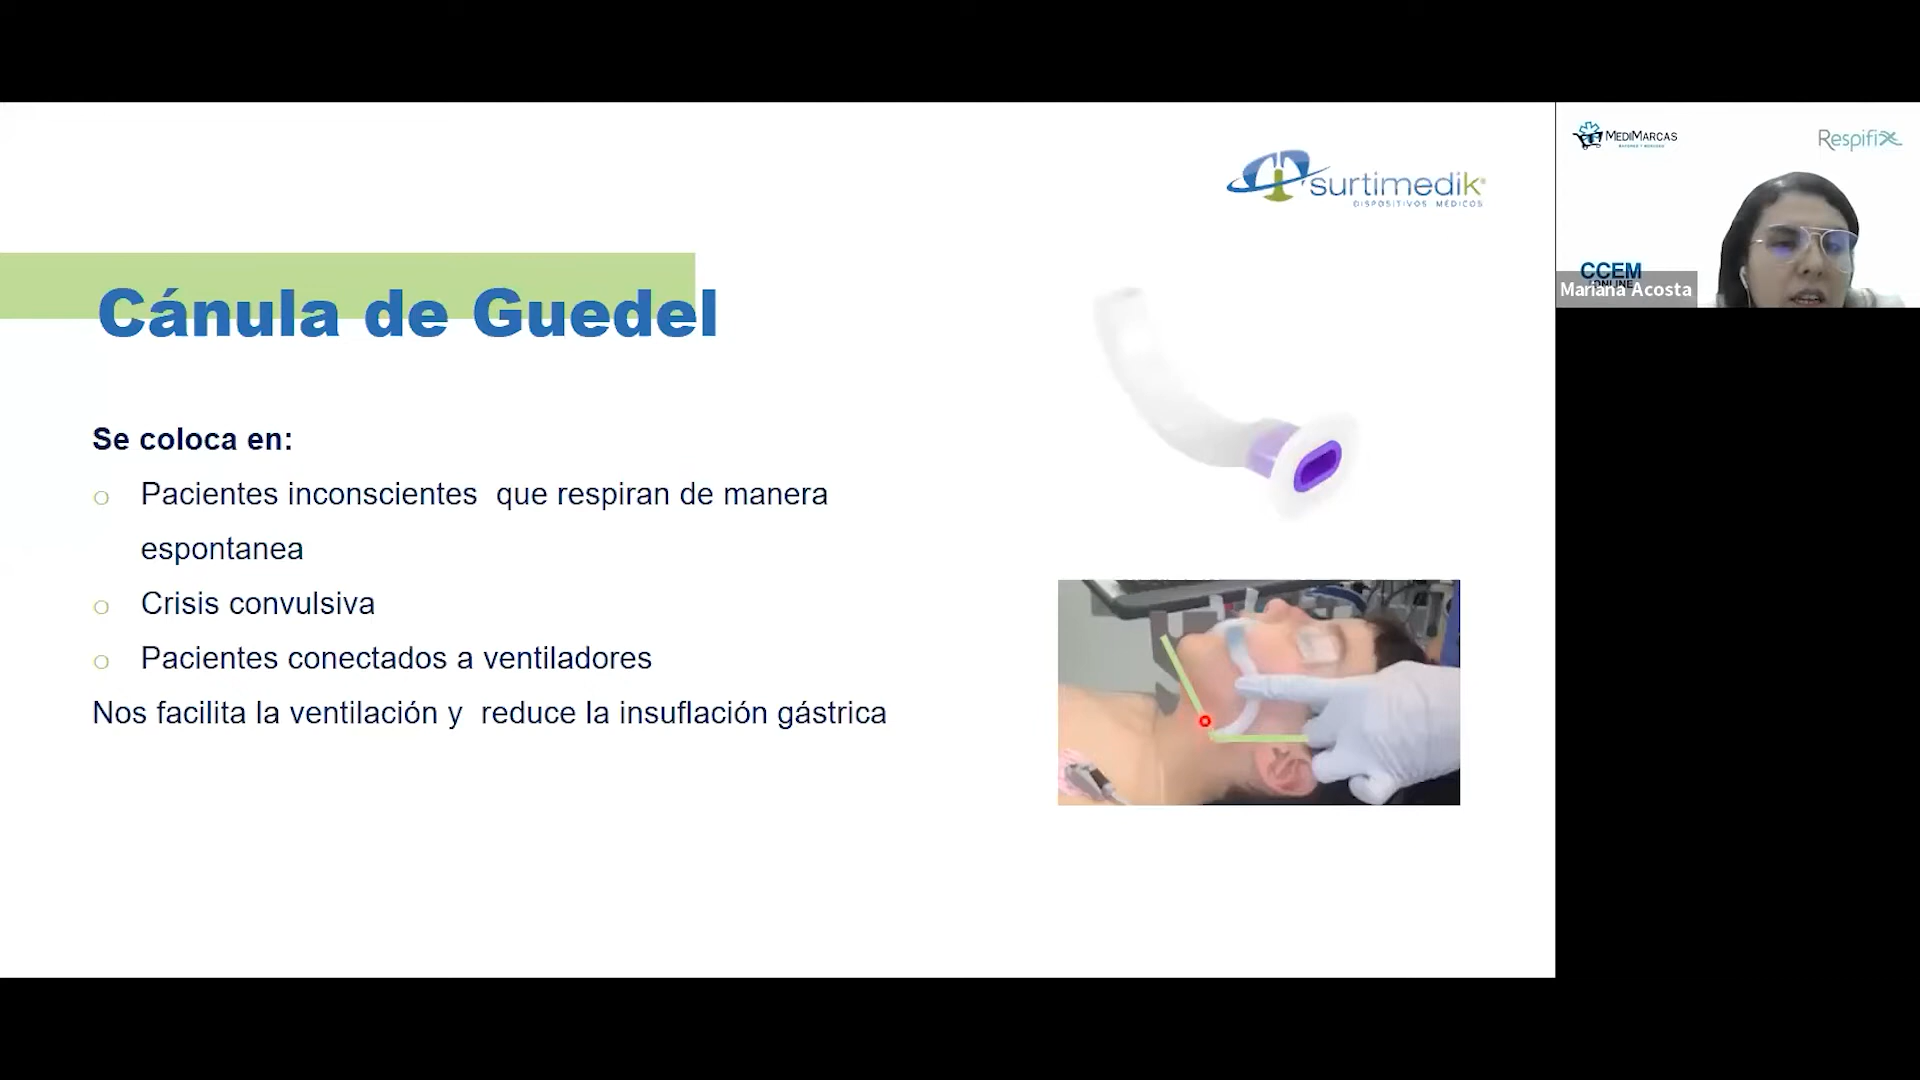 surtimedik®
DISPOSITIVOS MÉDICOS
MEDIMARCAS
Respifix
CCEM
ONLINE
Mariana Acosta
Cánula de Guedel
Se coloca en:
o Pacientes inconscientes que respiran de manera
espontanea
o Crisis convulsiva
o Pacientes conectados a ventiladores
Nos facilita la ventilación y reduce la insuflación gástrica